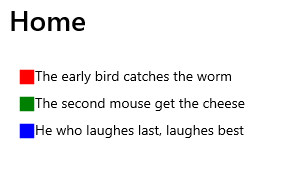 Home
The early bird catches the worm
The second mouse get the cheese
He who laughes last, laughes best